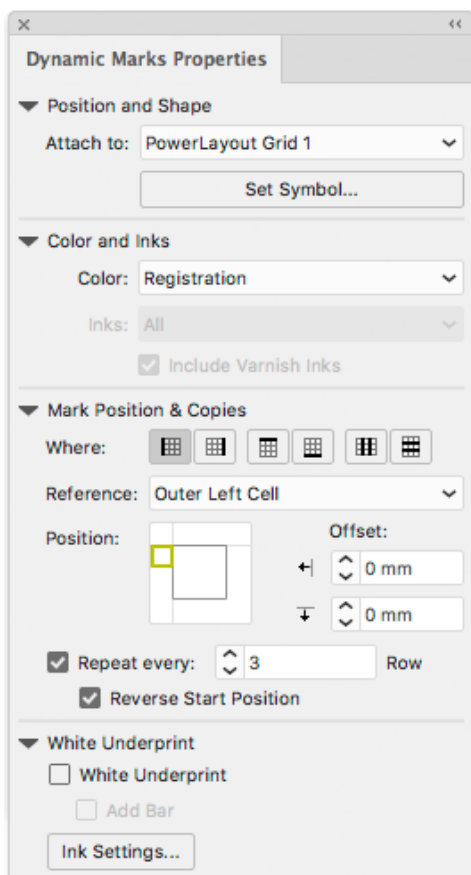 Dynamic Marks Properties
Position and Shape
Attach to: PowerLayout Grid 1
Set Symbol...
Color and Inks
Color: Registration
Inks: All
Include Varnish Inks
Mark Position & Copies
Where:
Reference: Outer Left Cell
Position: Offset:
0 mm
0 mm
Repeat every: 3 Row
Reverse Start Position
White Underprint
White Underprint
Add Bar
Ink Settings...